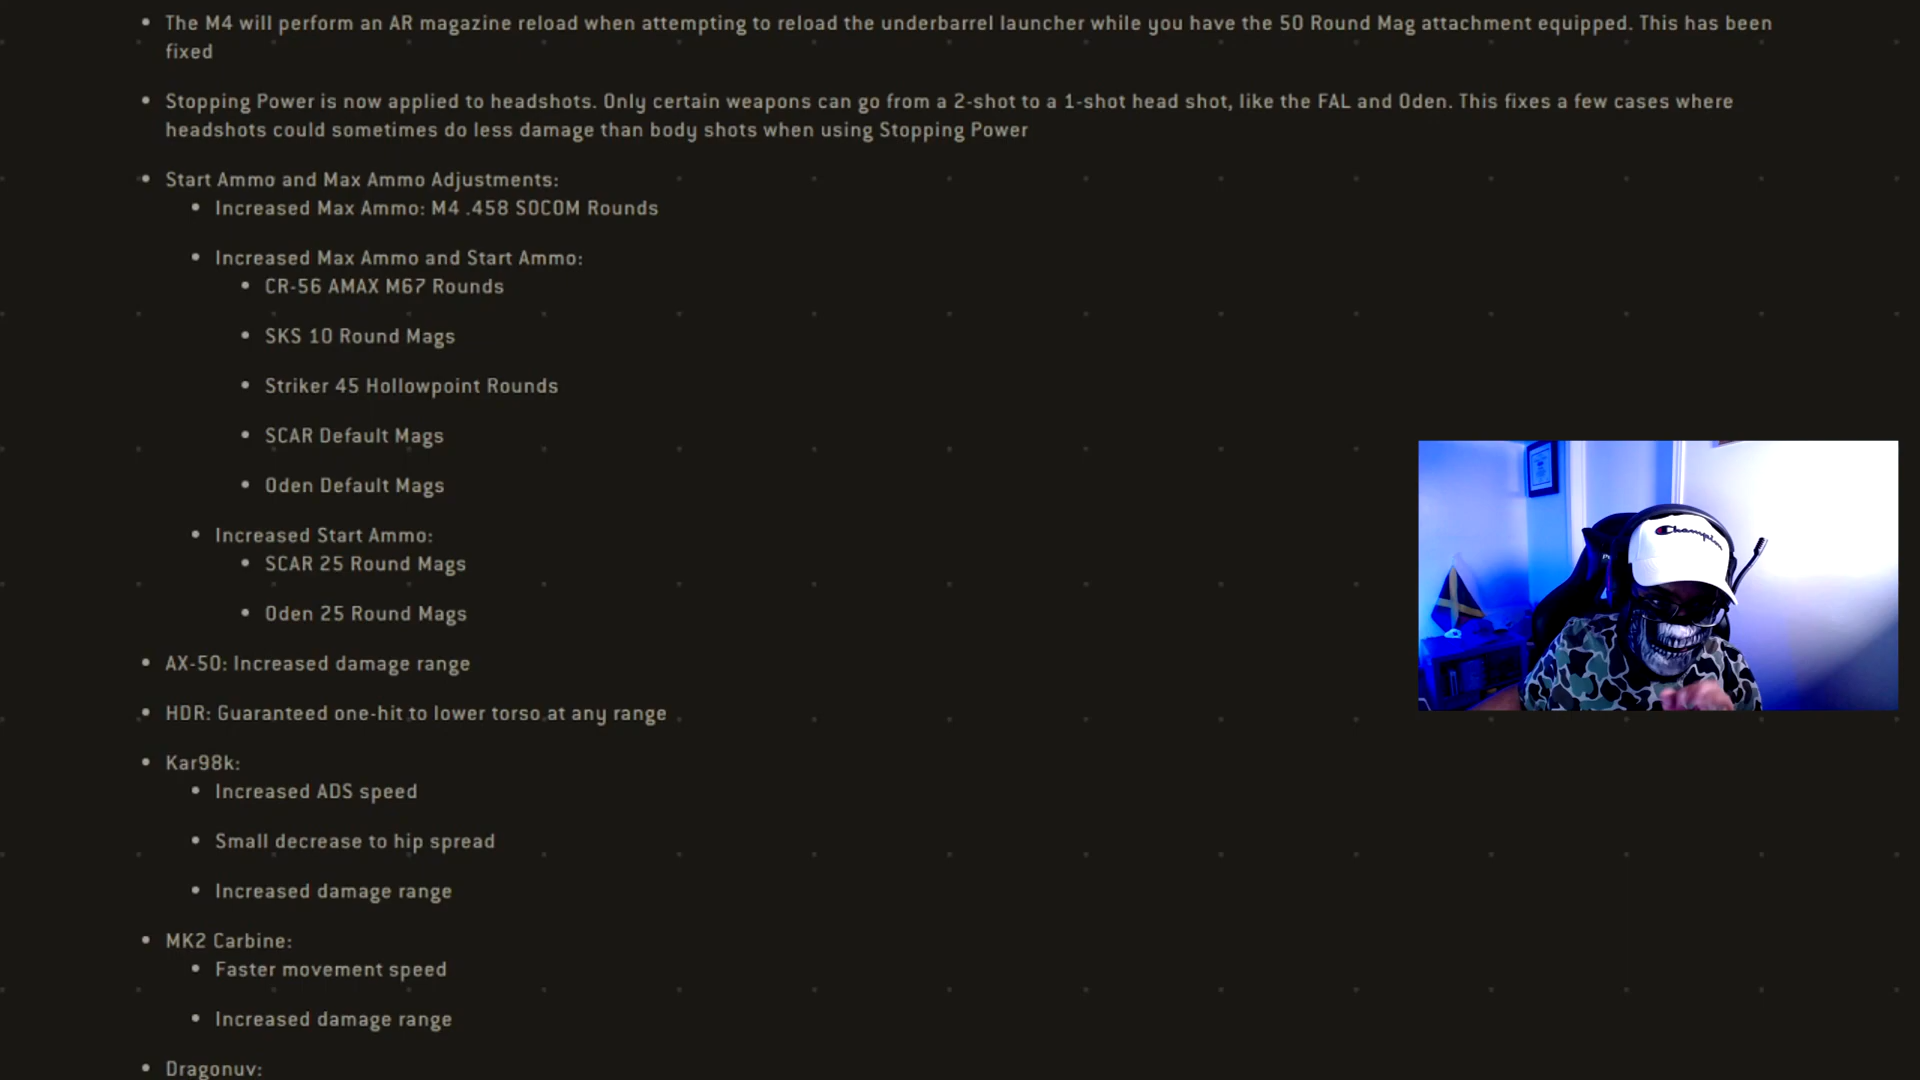 The M4 will perform an AR magazine reload when attempting to reload the underbarrel launcher while you have the 50 Round Mag attachment equipped. This has been
fixed
Stopping Power is now applied to headshots. Only certain weapons can go from a 2-shot to a 1-shot head shot, like the FAL and Oden. This fixes a few cases where
headshots could sometimes do less damage than body shots when using Stopping Power
Start Ammo and Max Ammo Adjustments:
Increased Max Ammo: M4 .458 SOCOM Rounds
Increased Max Ammo and Start Ammo:
CR-56 AMAX M67 Rounds
SKS 10 Round Mags
Striker 45 Hollowpoint Rounds
SCAR Default Mags
Oden Default Mags
Increased Start Ammo:
SCAR 25 Round Mags
Oden 25 Round Mags
AX-50: Increased damage range
HDR: Guaranteed one-hit to lower torso at any range
Kar98k:
Increased ADS speed
Small decrease to hip spread
Increased damage range
MK2 Carbine:
Faster movement speed
Increased damage range
Dragonuv:
Champion